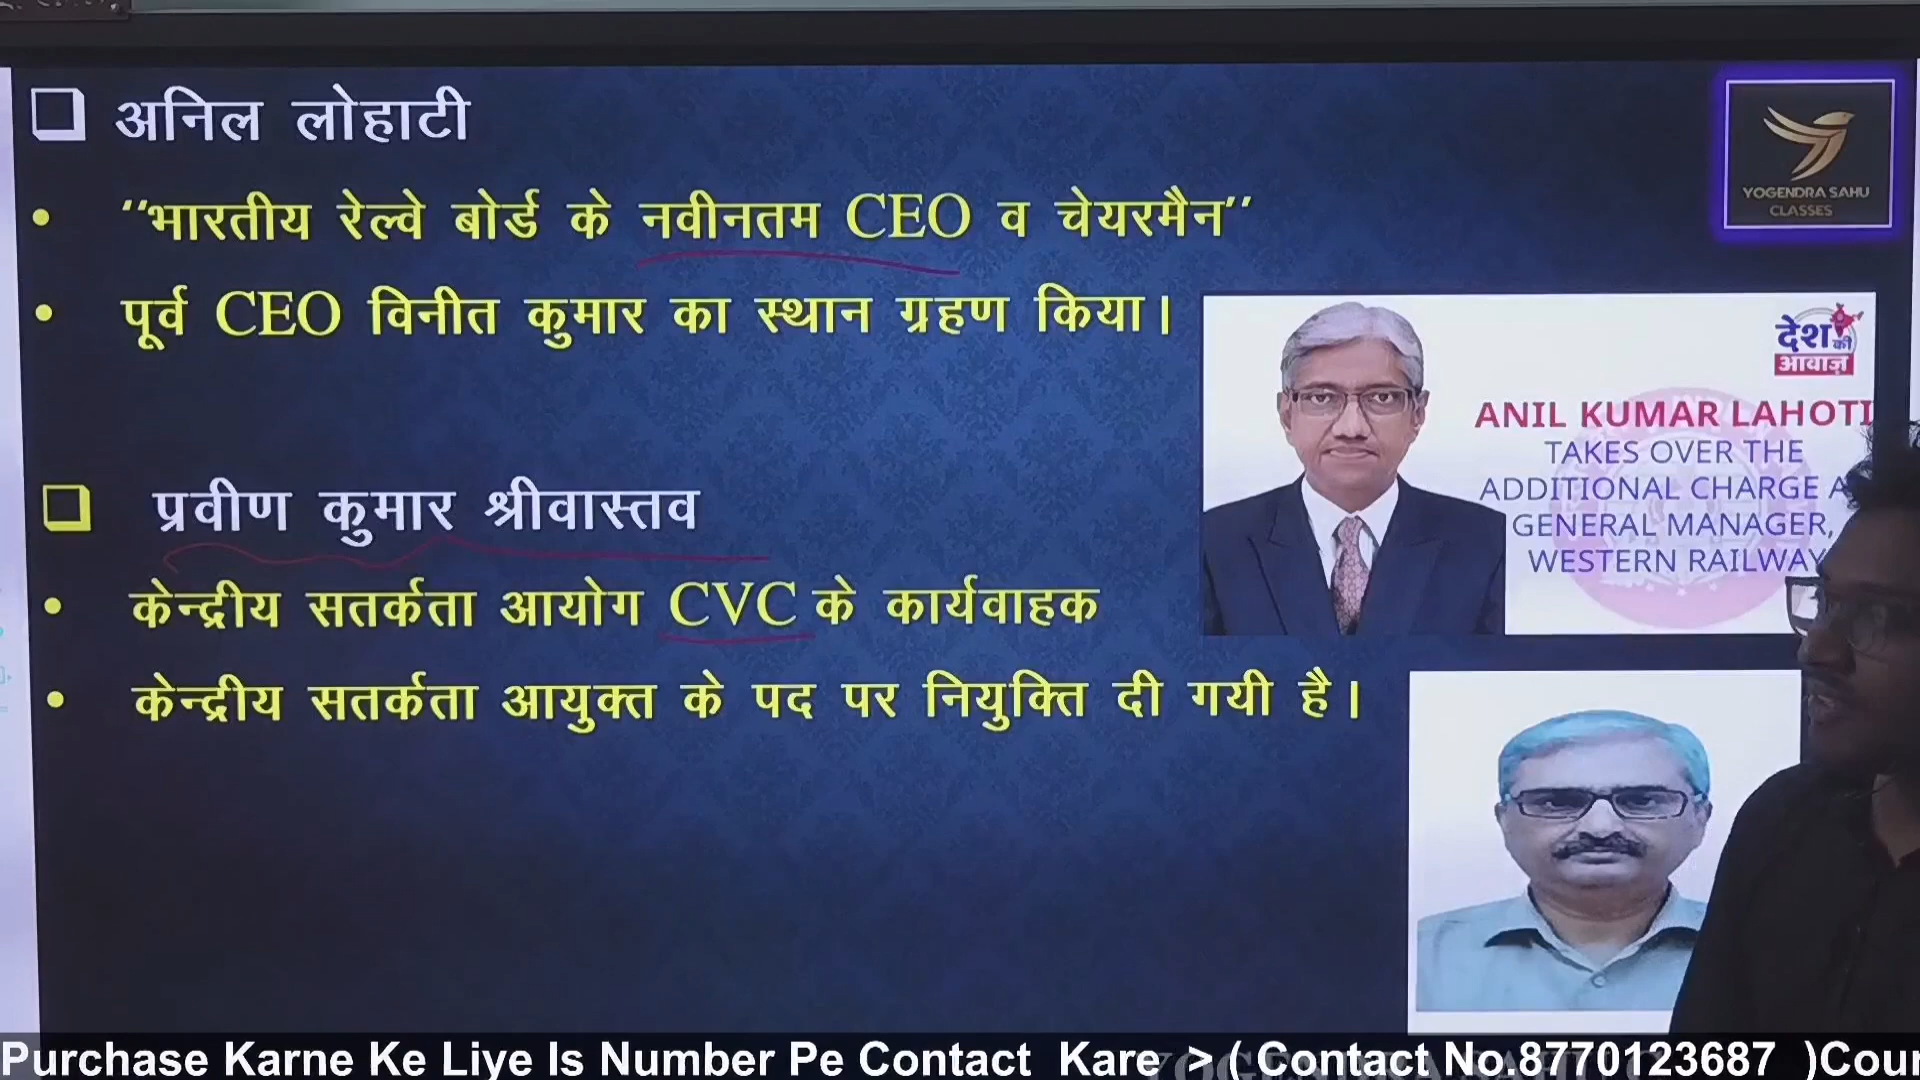 अनिल लोहाटी
“भारतीय रेल्वे बोर्ड के नवीनतम CEO व चेयरमैन”
पूर्व CEO विनीत कुमार का स्थान ग्रहण किया।
YOGENDRA SAHU
CLASSES
देश की
आवाज़
ANIL KUMAR LAHOTI
TAKES OVER THE
ADDITIONAL CHARGE A
GENERAL MANAGER,
WESTERN RAILWAY
प्रवीण कुमार श्रीवास्तव
केन्द्रीय सतर्कता आयोग CVC के कार्यवाहक
केन्द्रीय सतर्कता आयुक्त के पद पर नियुक्ति दी गयी है।
Purchase Karne Ke Liye Is Number Pe Contact Kare > ( Contact No.8770123687 )Cour